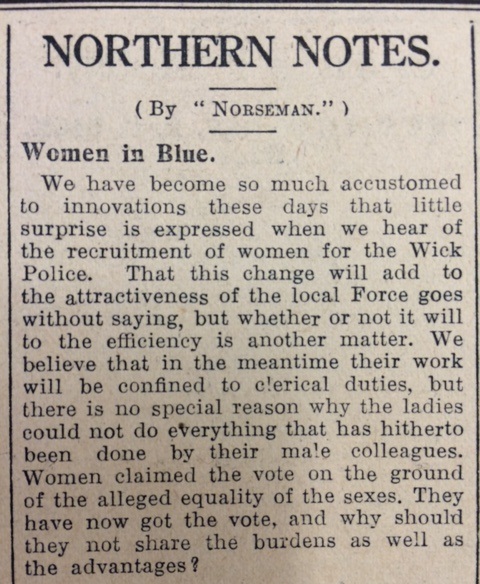 NORTHERN NOTES.
(By "NORSEMAN.")
Women in Blue.
We have become so much accustomed
to innovations these days that little
surprise is expressed when we hear of
the recruitment of women for the Wick
Police. That this change will add to
the attractiveness of the local Force goes
without saying, but whether or not it will
to the efficiency is another matter. We
believe that in the meantime their work
will be confined to clerical duties, but
there is no special reason why the ladies
could not do everything that has hitherto
been done by their male colleagues.
Women claimed the vote on the ground
of the alleged equality of the sexes. They
have now got the vote, and why should
they not share the burdens as well as
the advantages?